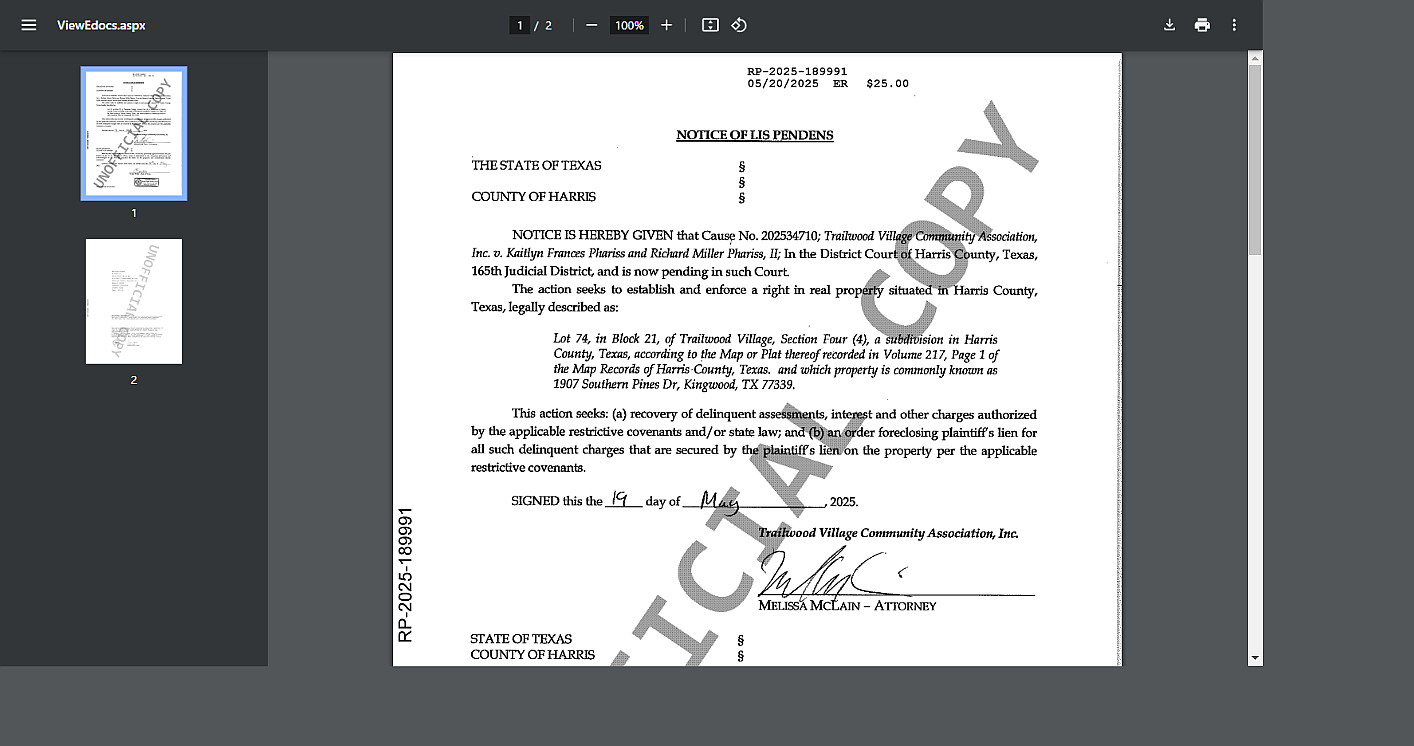 ViewEdocs.aspx
1 / 2
100%
1
2
RP-2025-189991
05/20/2025 ER $25.00
NOTICE OF LIS PENDENS
THE STATE OF TEXAS §
§
COUNTY OF HARRIS §
NOTICE IS HEREBY GIVEN that Cause No. 202534710; Trailwood Village Community Association,
Inc. v. Kaitlyn Frances Phariss and Richard Miller Phariss, II; In the District Court of Harris County, Texas,
165th Judicial District, and is now pending in such Court.
The action seeks to establish and enforce a right in real property situated in Harris County,
Texas, legally described as:
Lot 74, in Block 21, of Trailwood Village, Section Four (4), a subdivision in Harris
County, Texas, according to the Map or Plat thereof recorded in Volume 217, Page 1 of
the Map Records of Harris County, Texas. and which property is commonly known as
1907 Southern Pines Dr, Kingwood, TX 77339.
This action seeks: (a) recovery of delinquent assessments, interest and other charges authorized
by the applicable restrictive covenants and/or state law; and (b) an order foreclosing plaintiff's lien for
all such delinquent charges that are secured by the plaintiff's lien on the property per the applicable
restrictive covenants.
SIGNED this the 19 day of May, 2025.
Trailwood Village Community Association, Inc.
MELISSA MCLAIN – ATTORNEY
STATE OF TEXAS §
COUNTY OF HARRIS §
RP-2025-189991
FICIAL COPY
UNOFFICIAL COPY
UNOFFICIAL COPY